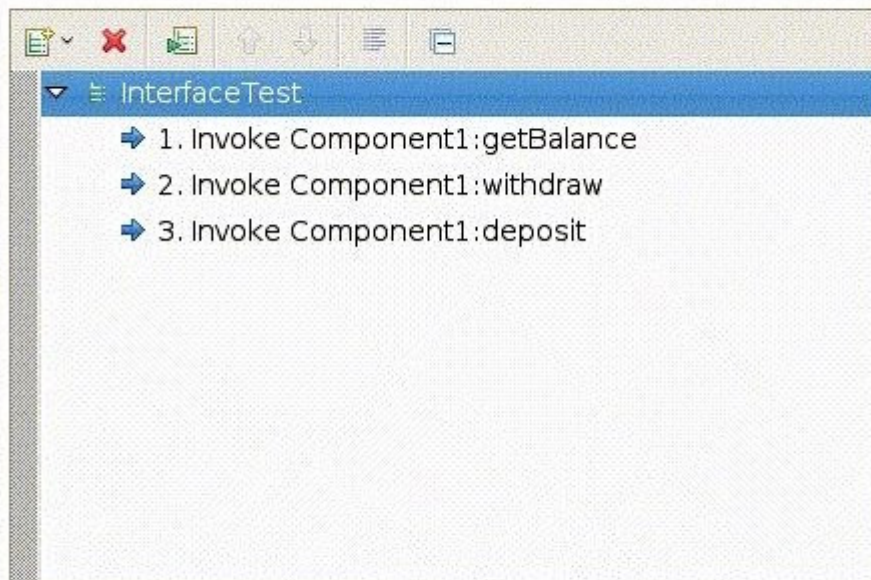 InterfaceTest
1. Invoke Component1:getBalance
2. Invoke Component1:withdraw
3. Invoke Component1:deposit